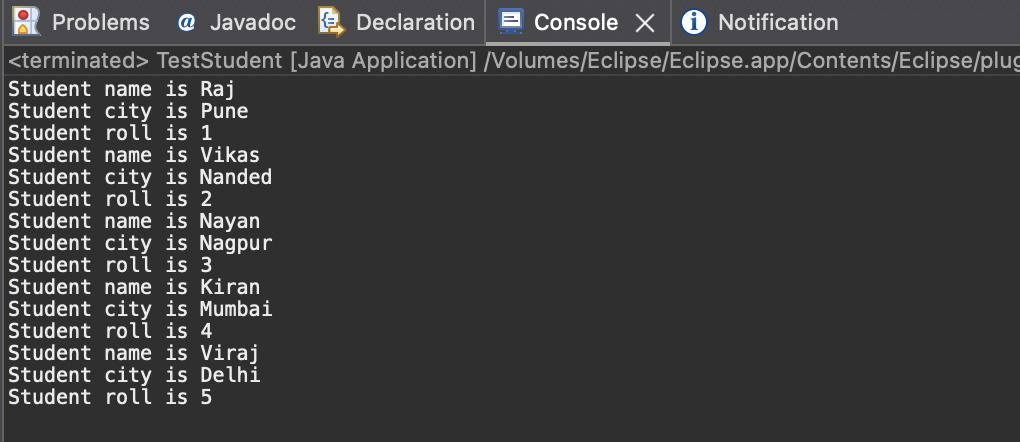 Problems @ Javadoc Declaration Console Notification
<terminated> TestStudent [Java Application] /Volumes/Eclipse/Eclipse.app/Contents/Eclipse/plug
Student name is Raj
Student city is Pune
Student roll is 1
Student name is Vikas
Student city is Nanded
Student roll is 2
Student name is Nayan
Student city is Nagpur
Student roll is 3
Student name is Kiran
Student city is Mumbai
Student roll is 4
Student name is Viraj
Student city is Delhi
Student roll is 5